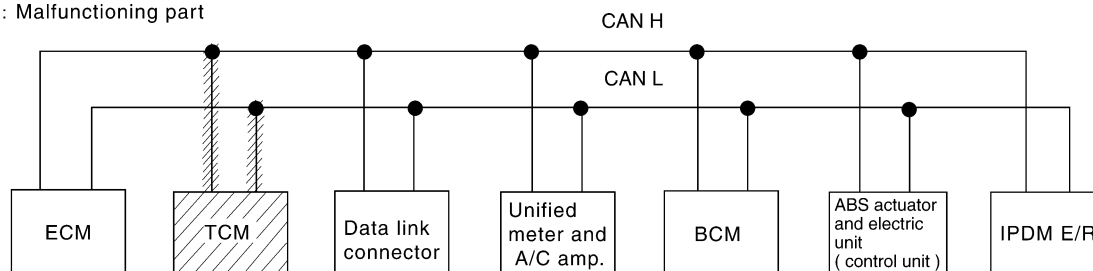 : Malfunctioning part
CAN H
CAN L
ECM
TCM
Data link
connector
Unified
meter and
A/C amp.
BCM
ABS actuator
and electric
unit
( control unit )
IPDM E/R